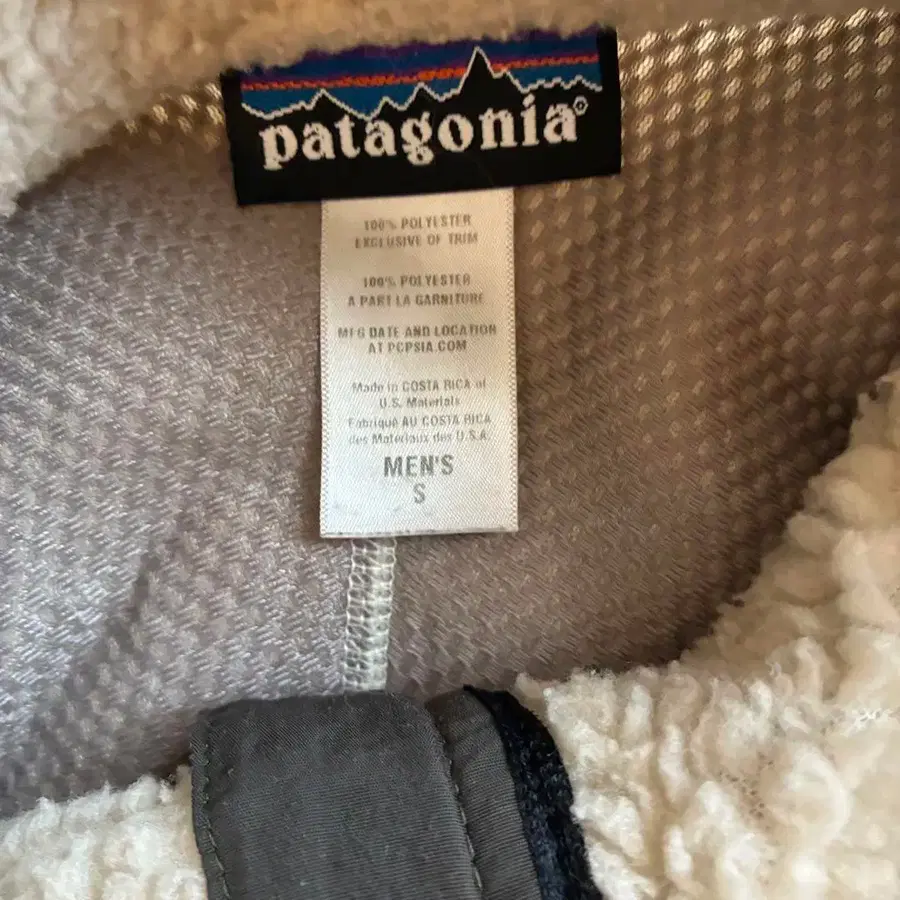 patagonia®
100% POLYESTER
EXCLUSIVE OF TRIM
100% POLYESTER
A PART LA GARNITURE
MFG DATE AND LOCATION
AT PCPSIA.COM
Made in COSTA RICA of
U.S. Materials
Fabriqué AU COSTA RICA
des Materiaux des U.S.A.
MEN'S
S